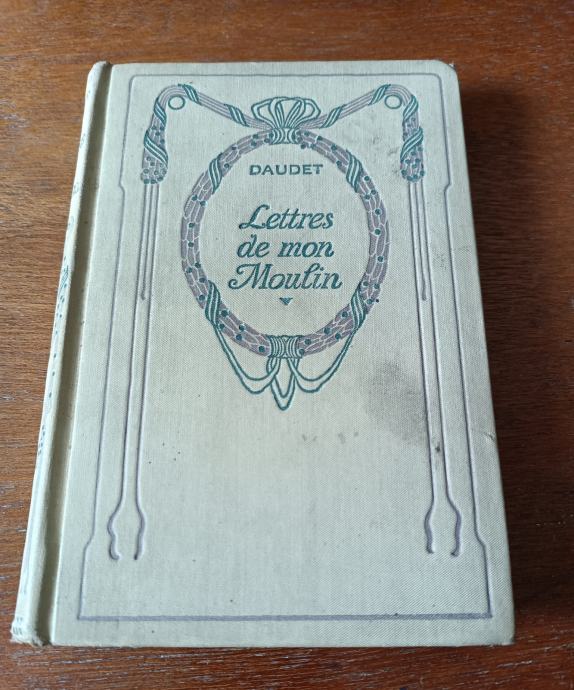 DAUDET
Lettres
de mon
Moulin